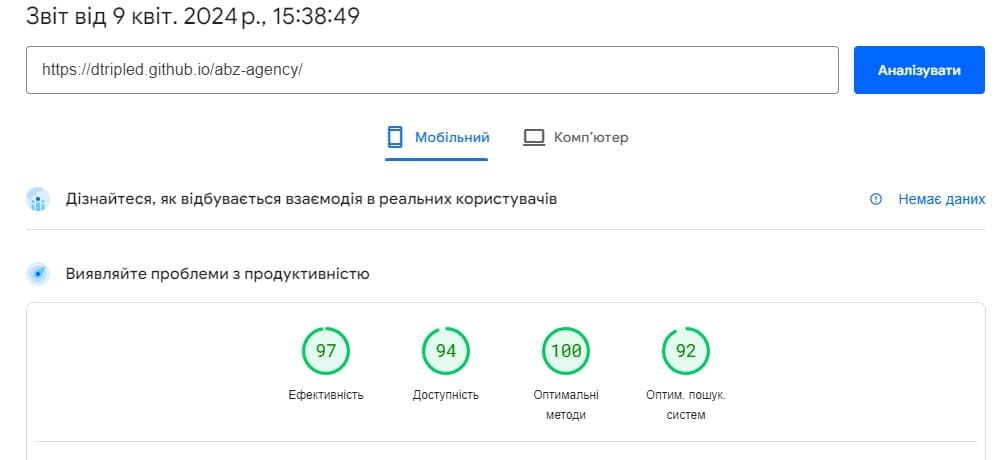 Звіт від 9 квіт. 2024 р., 15:38:49
https://dtripled.github.io/abz-agency/
Аналізувати
Мобільний
Комп’ютер
Дізнайтеся, як відбувається взаємодія в реальних користувачів
Немає даних
Виявляйте проблеми з продуктивністю
97
94
100
92
Ефективність
Доступність
Оптимальні
методи
Оптим. пошук.
систем